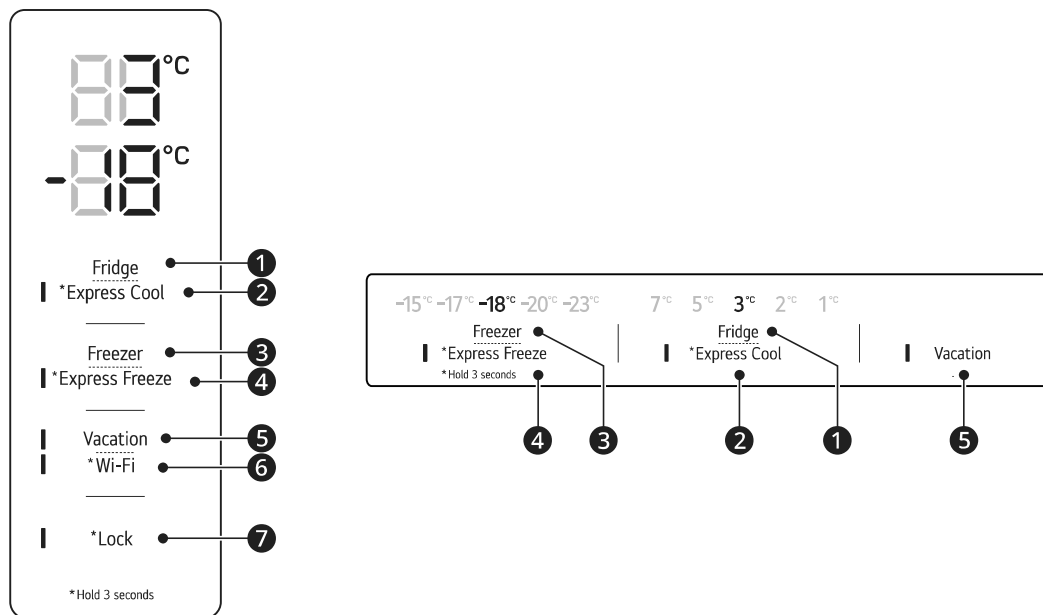 3 °C
-18 °C
Fridge 1
*Express Cool 2
Freezer 3
*Express Freeze 4
Vacation 5
*Wi-Fi 6
*Lock 7
*Hold 3 seconds
-15°C -17°C -18°C -20°C -23°C 7°C 5°C 3°C 2°C 1°C
Freezer Fridge
*Express Freeze *Express Cool Vacation
*Hold 3 seconds
4 3 2 1 5